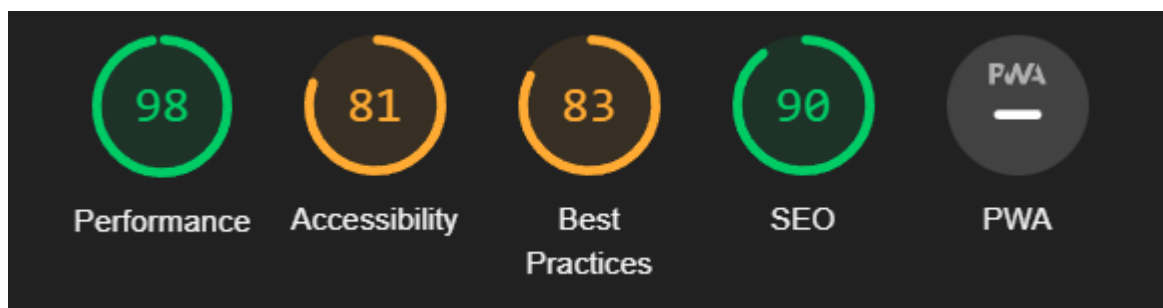 98
81
83
90
PWA
Performance
Accessibility
Best
Practices
SEO
PWA